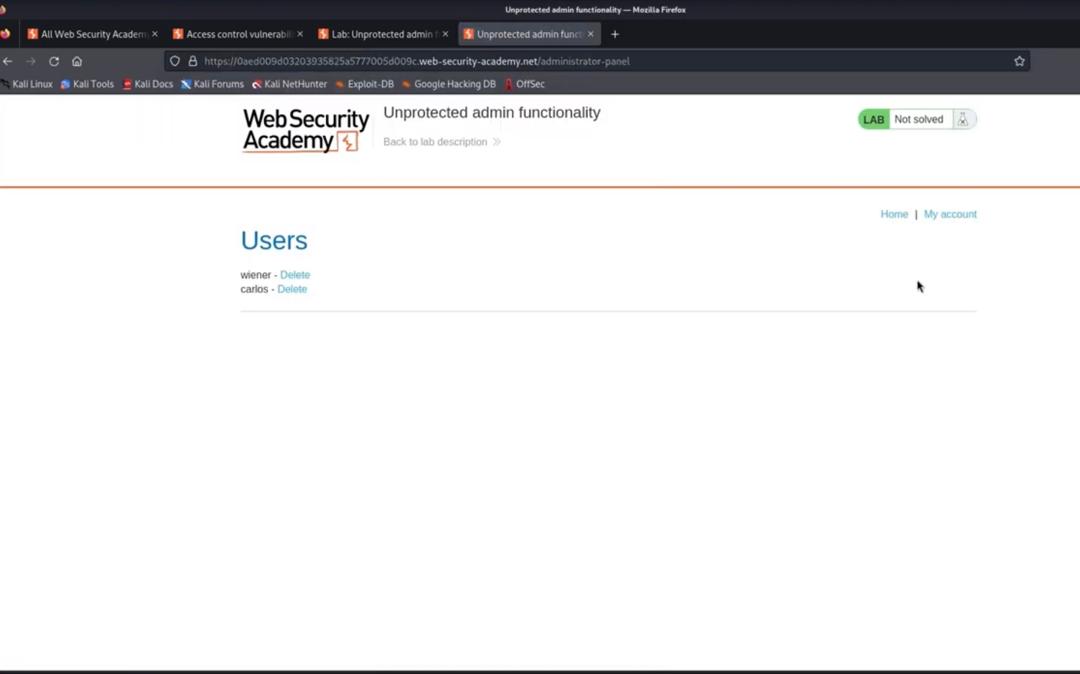 Unprotected admin functionality — Mozilla Firefox
All Web Security Academ
Access control vulnerabi
Lab: Unprotected admin f
Unprotected admin funct
https://0aed009d03203935825a5777005d009c.web-security-academy.net/administrator-panel
Kali Linux Kali Tools Kali Docs Kali Forums Kali NetHunter Exploit-DB Google Hacking DB OffSec
Web Security
Academy
Unprotected admin functionality
Back to lab description
LAB Not solved
Home | My account
Users
wiener - Delete
carlos - Delete